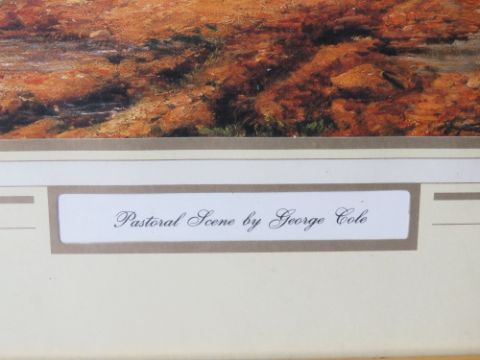 Pastoral Scene by George Cole